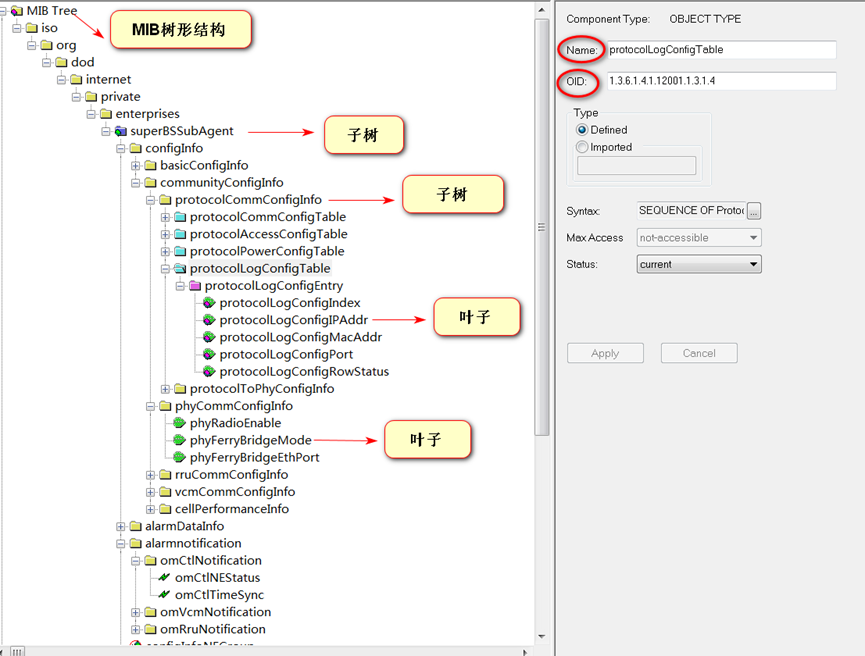 MIB Tree
MIB树形结构
iso
org
dod
internet
private
enterprises
superBSSubAgent
子树
configInfo
basicConfigInfo
communityConfigInfo
protocolCommConfigInfo
子树
protocolCommConfigTable
protocolAccessConfigTable
protocolPowerConfigTable
protocolLogConfigTable
protocolLogConfigEntry
protocolLogConfigIndex
protocolLogConfigIPAddr
叶子
protocolLogConfigMacAddr
protocolLogConfigPort
protocolLogConfigRowStatus
protocolToPhyConfigInfo
phyCommConfigInfo
phyRadioEnable
phyFerryBridgeMode
叶子
phyFerryBridgeEthPort
rruCommConfigInfo
vcmCommConfigInfo
cellPerformanceInfo
alarmDataInfo
alarmnotification
omCtlNotification
omCtlNEStatus
omCtlTimeSync
omVcmNotification
omRruNotification
configInfoNEGroup
Component Type: OBJECT TYPE
Name: protocolLogConfigTable
OID: 1.3.6.1.4.1.12001.1.3.1.4
Type
Defined
Imported
Syntax: SEQUENCE OF Protoc ...
Max Access not-accessible
Status: current
Apply Cancel